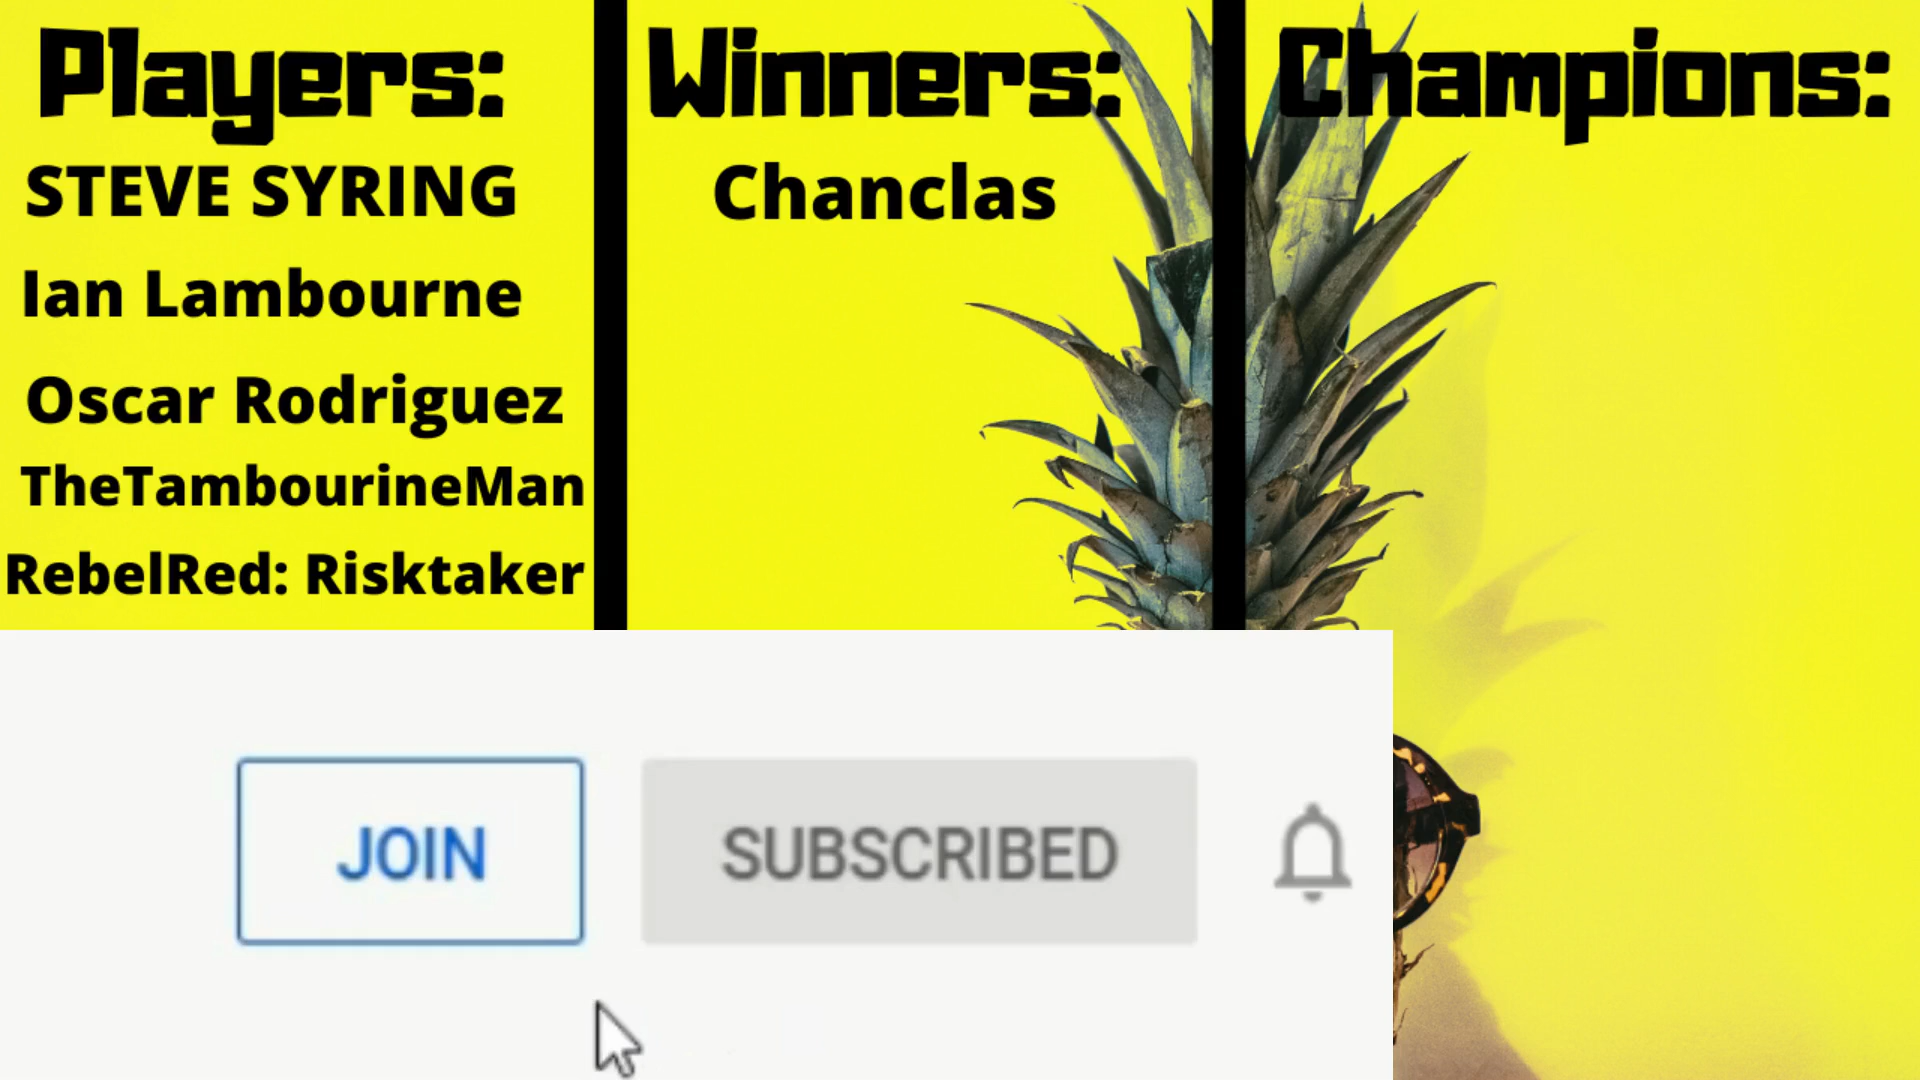 Players:
STEVE SYRING
Ian Lambourne
Oscar Rodriguez
TheTambourineMan
RebelRed: Risktaker
Winners:
Chanclas
Champions:
JOIN
SUBSCRIBED